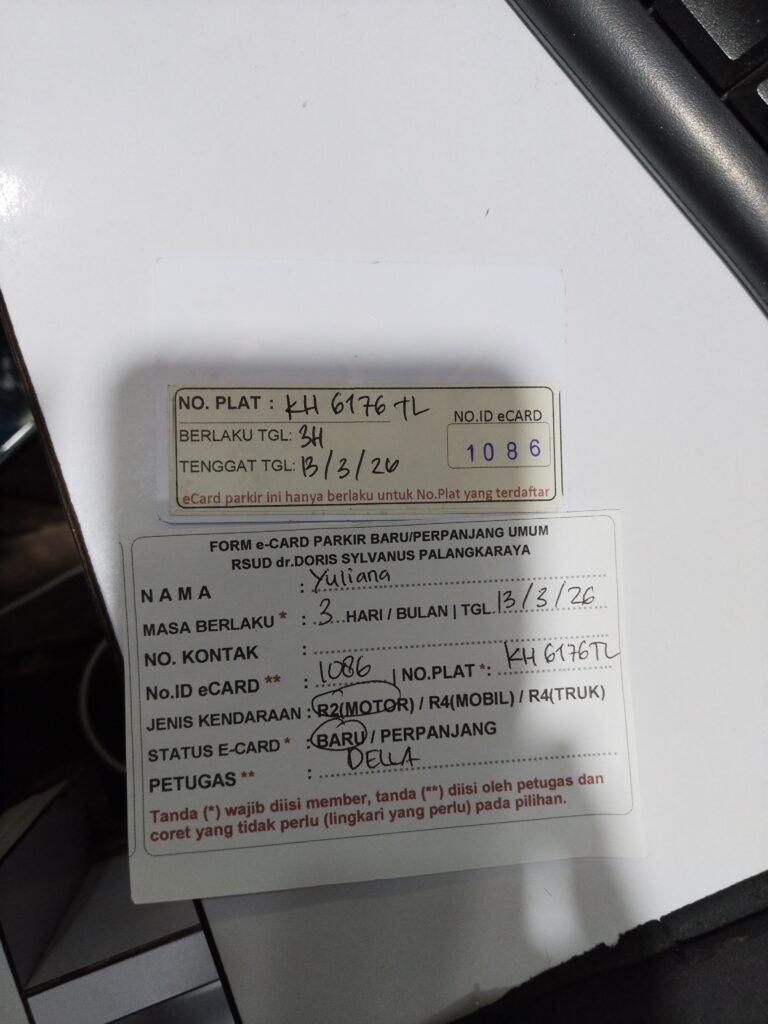 NO. PLAT : KH 6176 TL
NO.ID eCARD
BERLAKU TGL: 3H
1086
TENGGAT TGL: 13/3/26
eCard parkir ini hanya berlaku untuk No.Plat yang terdaftar
FORM e-CARD PARKIR BARU/PERPANJANG UMUM
RSUD dr.DORIS SYLVANUS PALANGKARAYA
NAMA : Yuliana
MASA BERLAKU * : 3 HARI / BULAN | TGL 13/3/26
NO. KONTAK :
No.ID eCARD ** : 1086 | NO.PLAT *: KH 6176 TL
JENIS KENDARAAN : R2(MOTOR) / R4(MOBIL) / R4(TRUK)
STATUS E-CARD * : BARU / PERPANJANG
PETUGAS ** : DELLA
Tanda (*) wajib diisi member, tanda (**) diisi oleh petugas dan
coret yang tidak perlu (lingkari yang perlu) pada pilihan.